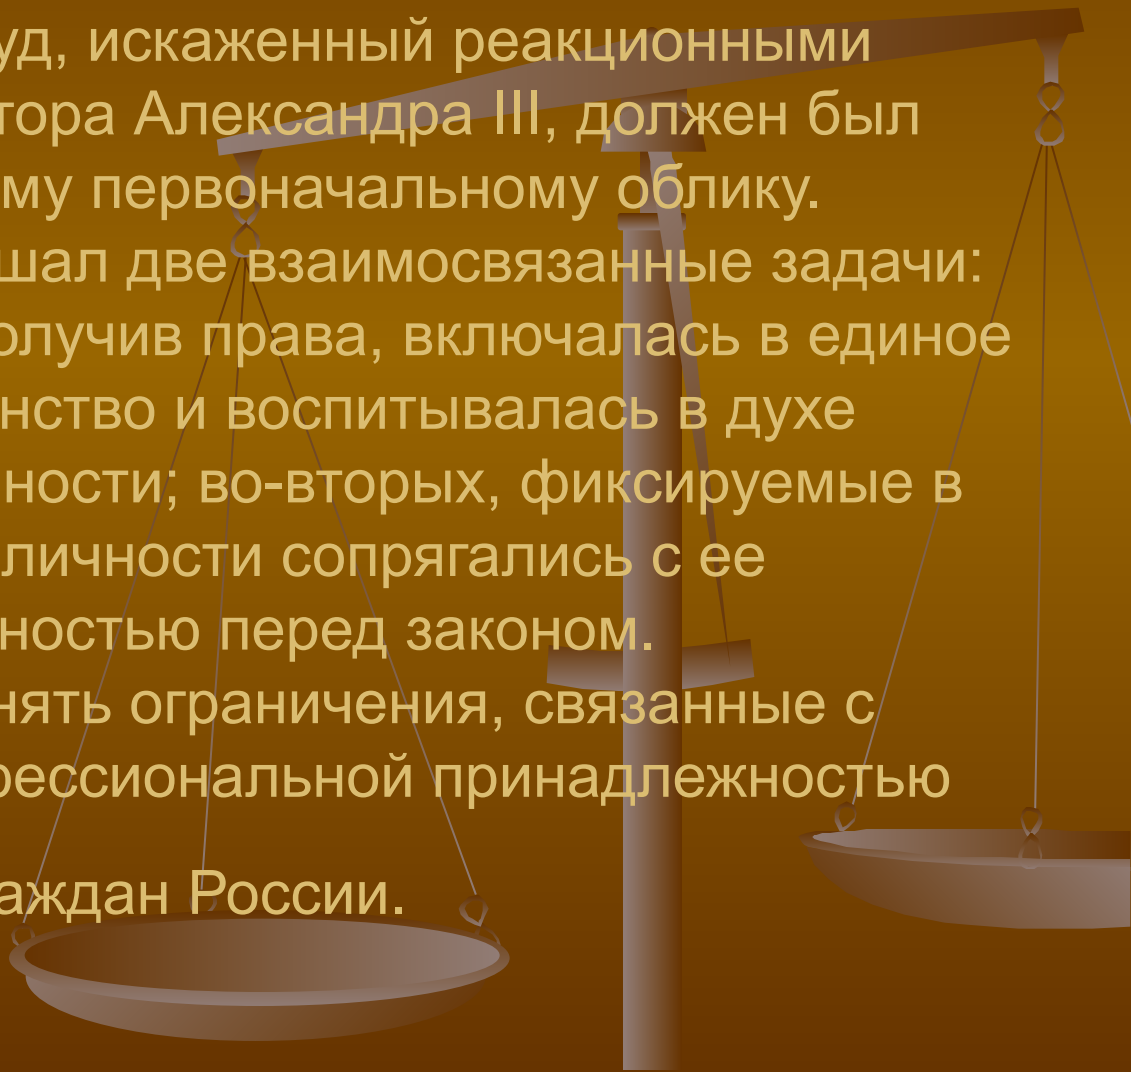 уд, искаженный реакционными
тора Александра III, должен был
му первоначальному облику.
шал две взаимосвязанные задачи:
олучив права, включалась в единое
нство и воспитывалась в духе
ности; во-вторых, фиксируемые в
личности сопрягались с ее
ностью перед законом.
нять ограничения, связанные с
фессиональной принадлежностью
аждан России.